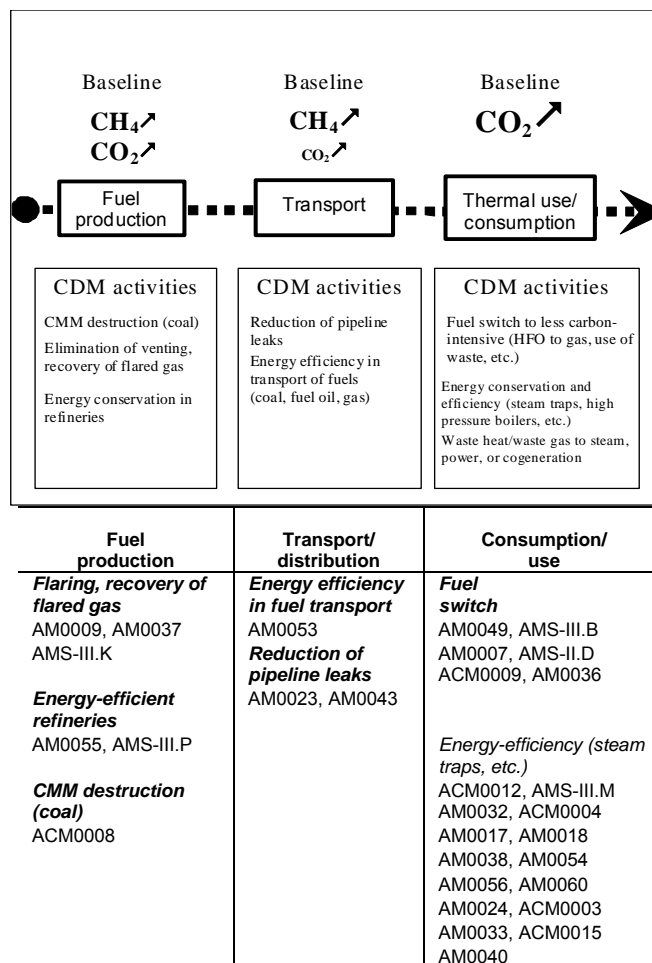 Baseline
CH4↗
CO2↗
Baseline
CH4↗
CO2↗
Baseline
CO2↗
Fuel
production
Transport
Thermal use/
consumption
CDM activities
CMM destruction (coal)
Elimination of venting,
recovery of flared gas
Energy conservation in
refineries
CDM activities
Reduction of pipeline
leaks
Energy efficiency in
transport of fuels
(coal, fuel oil, gas)
CDM activities
Fuel switch to less carbon-
intensive (HFO to gas, use of
waste, etc.)
Energy conservation and
efficiency (steam traps, high
pressure boilers, etc.)
Waste heat/waste gas to steam,
power, or cogeneration
Fuel
production
Flaring, recovery of
flared gas
AM0009, AM0037
AMS-III.K
Energy-efficient
refineries
AM0055, AMS-III.P
CMM destruction
(coal)
ACM0008
Transport/
distribution
Energy efficiency
in fuel transport
AM0053
Reduction of
pipeline leaks
AM0023, AM0043
Consumption/
use
Fuel
switch
AM0049, AMS-III.B
AM0007, AMS-II.D
ACM0009, AM0036
Energy-efficiency (steam
traps, etc.)
ACM0012, AMS-III.M
AM0032, ACM0004
AM0017, AM0018
AM0038, AM0054
AM0056, AM0060
AM0024, ACM0003
AM0033, ACM0015
AM0040